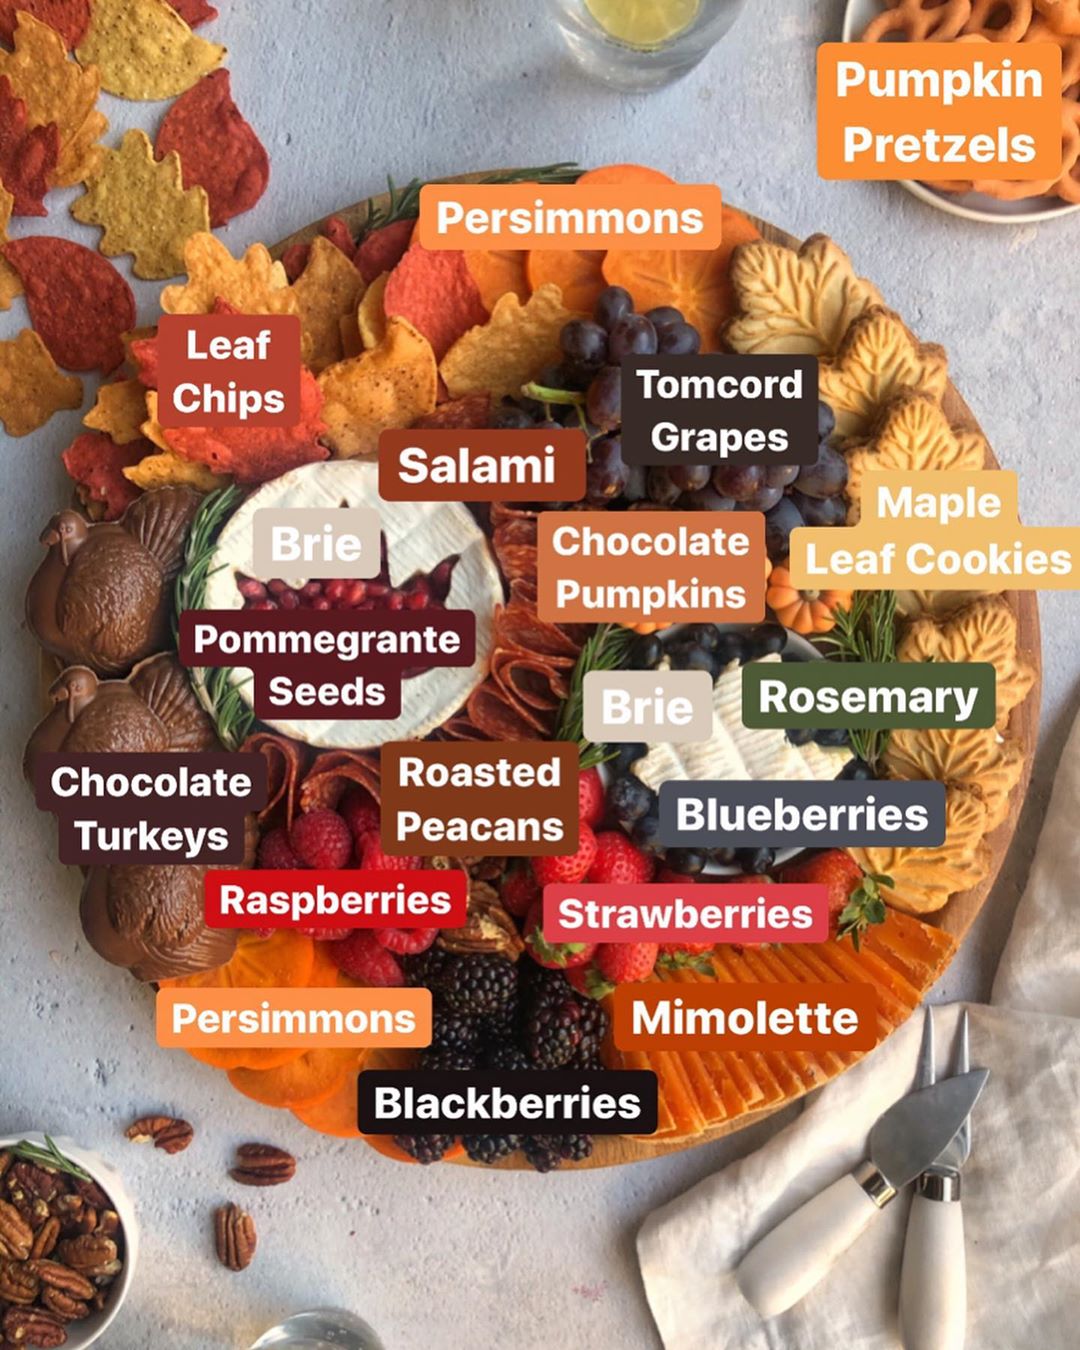 Pumpkin
Pretzels
Persimmons
Leaf
Chips
Tomcord
Grapes
Salami
Maple
Leaf Cookies
Brie
Chocolate
Pumpkins
Pommegrante
Seeds
Brie
Rosemary
Chocolate
Turkeys
Roasted
Peacans
Blueberries
Raspberries
Strawberries
Persimmons
Mimolette
Blackberries